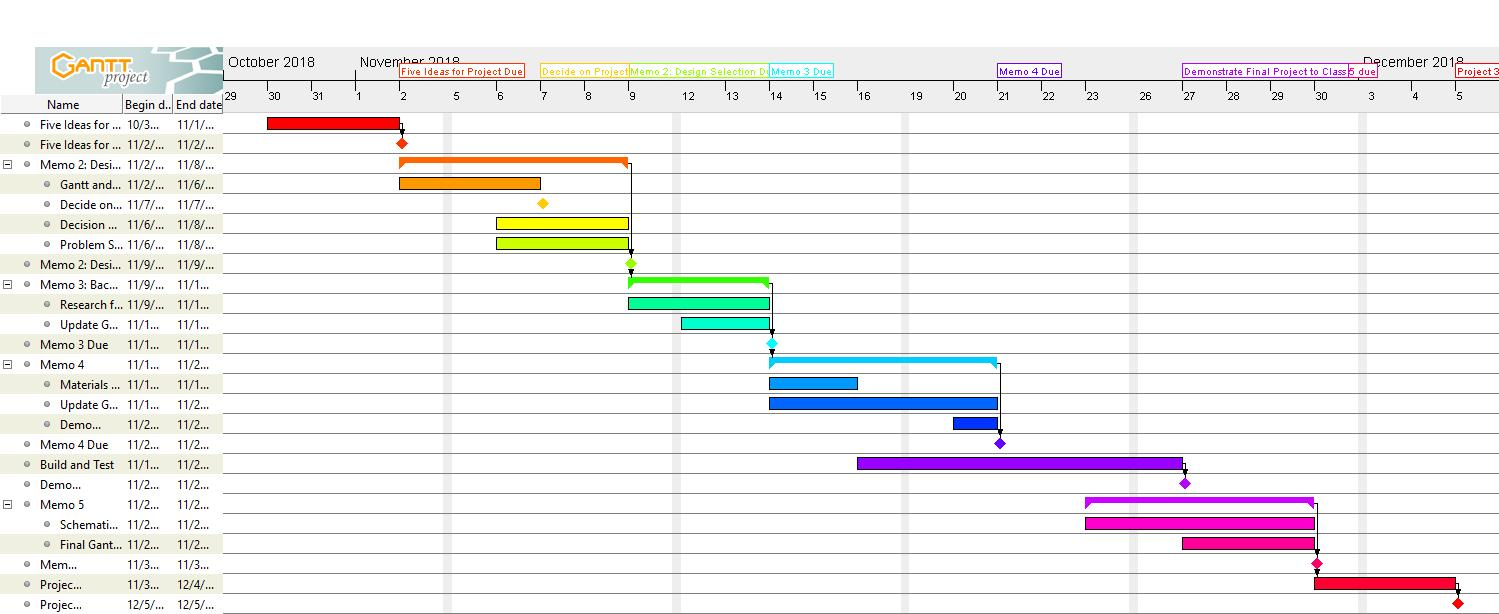 GANTT
project
October 2018
November 2018
December 2018
Five Ideas for Project Due
Decide on Project
Memo 2: Design Selection Du
Memo 3 Due
Memo 4 Due
Demonstrate Final Project to Class
5 due
Project 3
Name Begin d.. End date
29 30 31 1 2 5 6 7 8 9 12 13 14 15 16 19 20 21 22 23 26 27 28 29 30 3 4 5
Five Ideas for ... 10/3... 11/1/...
Five Ideas for ... 11/2/... 11/2/...
Memo 2: Desi... 11/2/... 11/8/...
Gantt and... 11/2/... 11/6/...
Decide on... 11/7/... 11/7/...
Decision ... 11/6/... 11/8/...
Problem S... 11/6/... 11/8/...
Memo 2: Desi... 11/9/... 11/9/...
Memo 3: Bac... 11/9/... 11/1...
Research f... 11/9/... 11/1...
Update G... 11/1... 11/1...
Memo 3 Due 11/1... 11/1...
Memo 4 11/1... 11/2...
Materials ... 11/1... 11/1...
Update G... 11/1... 11/2...
Demo... 11/2... 11/2...
Memo 4 Due 11/2... 11/2...
Build and Test 11/1... 11/2...
Demo... 11/2... 11/2...
Memo 5 11/2... 11/2...
Schemati... 11/2... 11/2...
Final Gant... 11/2... 11/2...
Mem... 11/3... 11/3...
Projec... 11/3... 12/4/...
Projec... 12/5/... 12/5/...